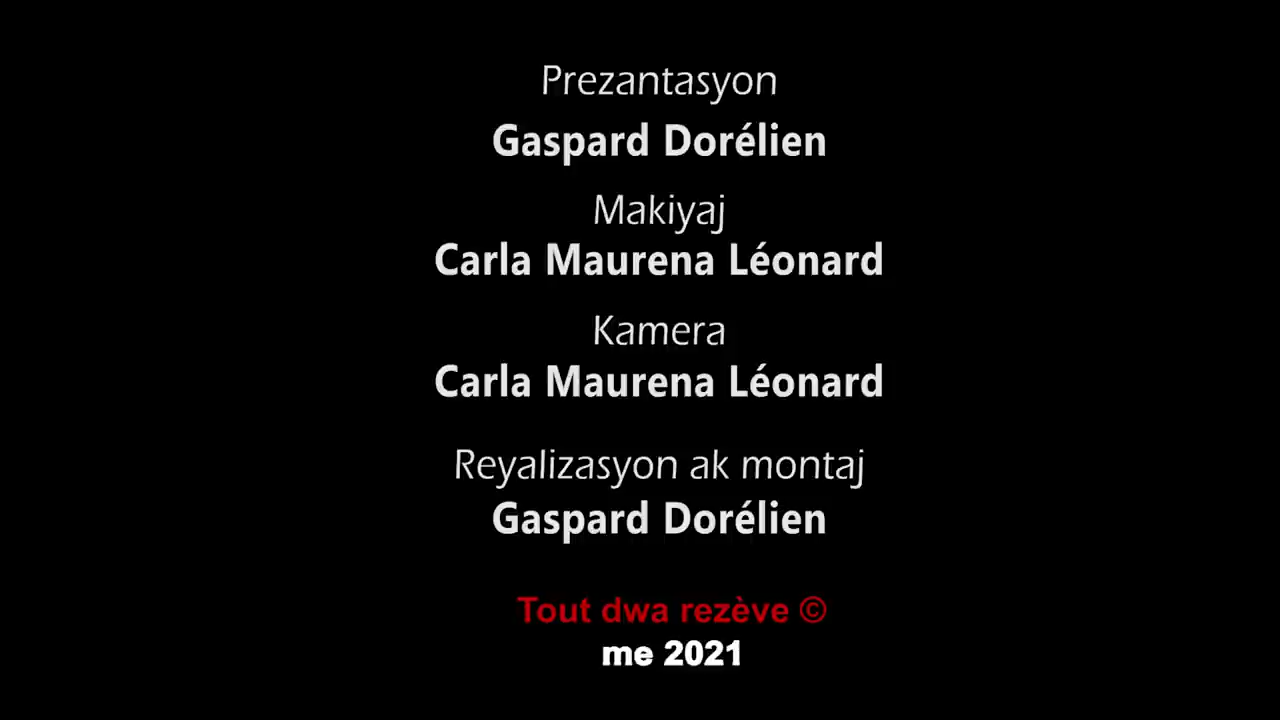 Prezantasyon
Gaspard Dorélien
Makiyaj
Carla Maurena Léonard
Kamera
Carla Maurena Léonard
Reyalizasyon ak montaj
Gaspard Dorélien
Tout dwa rezève ©
me 2021